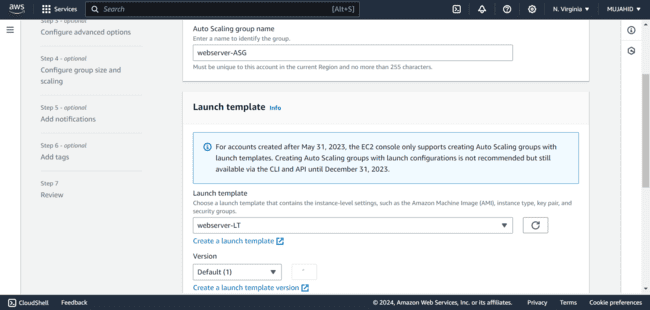 aws
Services
Search
[Alt+S]
N. Virginia
MUJAHID
Step 3 - optional
Configure advanced options
Step 4 - optional
Configure group size and
scaling
Step 5 - optional
Add notifications
Step 6 - optional
Add tags
Step 7
Review
Auto Scaling group name
Enter a name to identify the group.
webserver-ASG
Must be unique to this account in the current Region and no more than 255 characters.
Launch template Info
For accounts created after May 31, 2023, the EC2 console only supports creating Auto Scaling groups with
launch templates. Creating Auto Scaling groups with launch configurations is not recommended but still
available via the CLI and API until December 31, 2023.
Launch template
Choose a launch template that contains the instance-level settings, such as the Amazon Machine Image (AMI), instance type, key pair, and
security groups.
webserver-LT
Create a launch template
Version
Default (1)
Create a launch template version
CloudShell
Feedback
© 2024, Amazon Web Services, Inc. or its affiliates.
Privacy
Terms
Cookie preferences